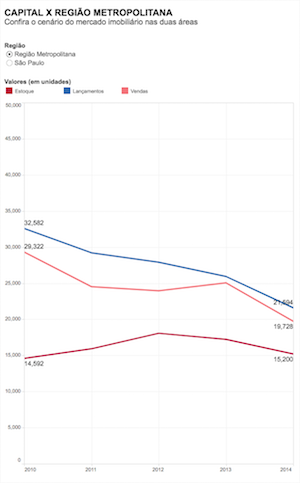 CAPITAL X REGIÃO METROPOLITANA
Confira o cenário do mercado imobiliário nas duas áreas
Região
Região Metropolitana
São Paulo
Valores (em unidades)
Estoque Lançamentos Vendas
50,000
45,000
40,000
35,000
32,582
30,000
29,322
25,000
21,694
20,000
19,728
15,000
15,200
14,592
10,000
5,000
0
2010 2011 2012 2013 2014